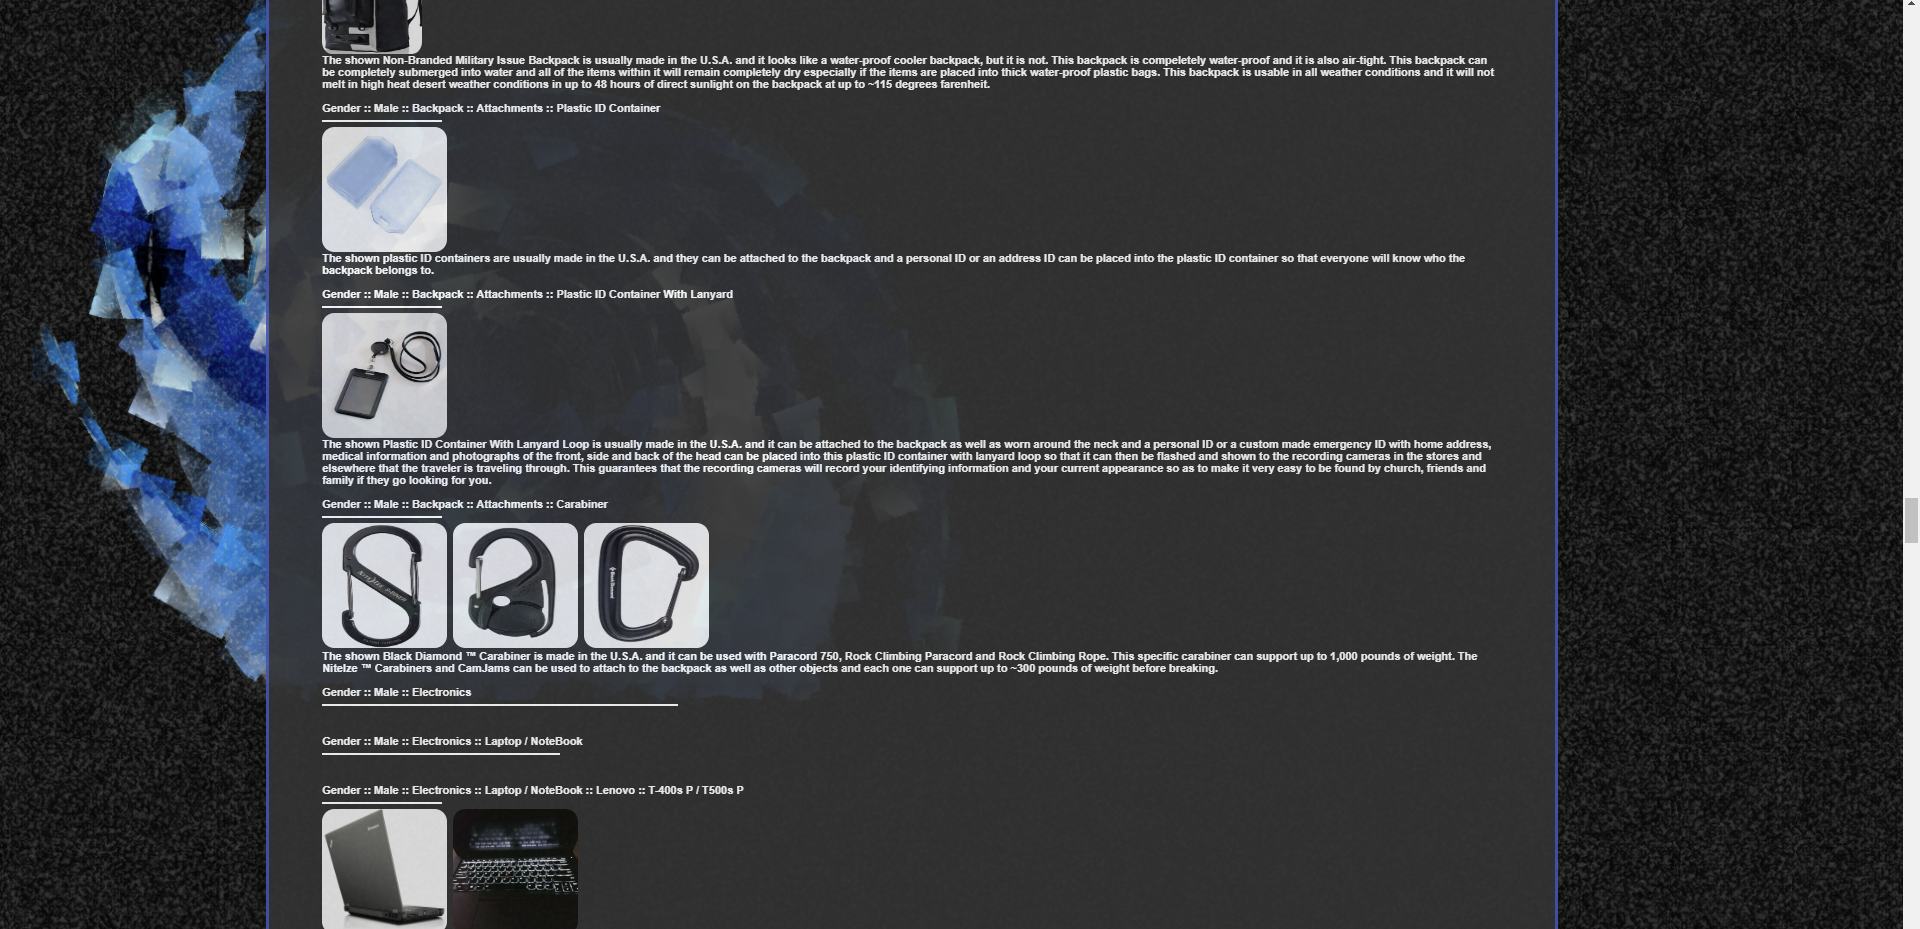 The shown Non-Branded Military Issue Backpack is usually made in the U.S.A. and it looks like a water-proof cooler backpack, but it is not. This backpack is compeletely water-proof and it is also air-tight. This backpack can
be completely submerged into water and all of the items within it will remain completely dry especially if the items are placed into thick water-proof plastic bags. This backpack is usable in all weather conditions and it will not
melt in high heat desert weather conditions in up to 48 hours of direct sunlight on the backpack at up to ~115 degrees farenheit.
Gender :: Male :: Backpack :: Attachments :: Plastic ID Container
The shown plastic ID containers are usually made in the U.S.A. and they can be attached to the backpack and a personal ID or an address ID can be placed into the plastic ID container so that everyone will know who the
backpack belongs to.
Gender :: Male :: Backpack :: Attachments :: Plastic ID Container With Lanyard
The shown Plastic ID Container With Lanyard Loop is usually made in the U.S.A. and it can be attached to the backpack as well as worn around the neck and a personal ID or a custom made emergency ID with home address,
medical information and photographs of the front, side and back of the head can be placed into this plastic ID container with lanyard loop so that it can then be flashed and shown to the recording cameras in the stores and
elsewhere that the traveler is traveling through. This guarantees that the recording cameras will record your identifying information and your current appearance so as to make it very easy to be found by church, friends and
family if they go looking for you.
Gender :: Male :: Backpack :: Attachments :: Carabiner
Black Diamond
The shown Black Diamond ™ Carabiner is made in the U.S.A. and it can be used with Paracord 750, Rock Climbing Paracord and Rock Climbing Rope. This specific carabiner can support up to 1,000 pounds of weight. The
NiteIze ™ Carabiners and CamJams can be used to attach to the backpack as well as other objects and each one can support up to ~300 pounds of weight before breaking.
Gender :: Male :: Electronics
Gender :: Male :: Electronics :: Laptop / NoteBook
Gender :: Male :: Electronics :: Laptop / NoteBook :: Lenovo :: T-400s P / T500s P